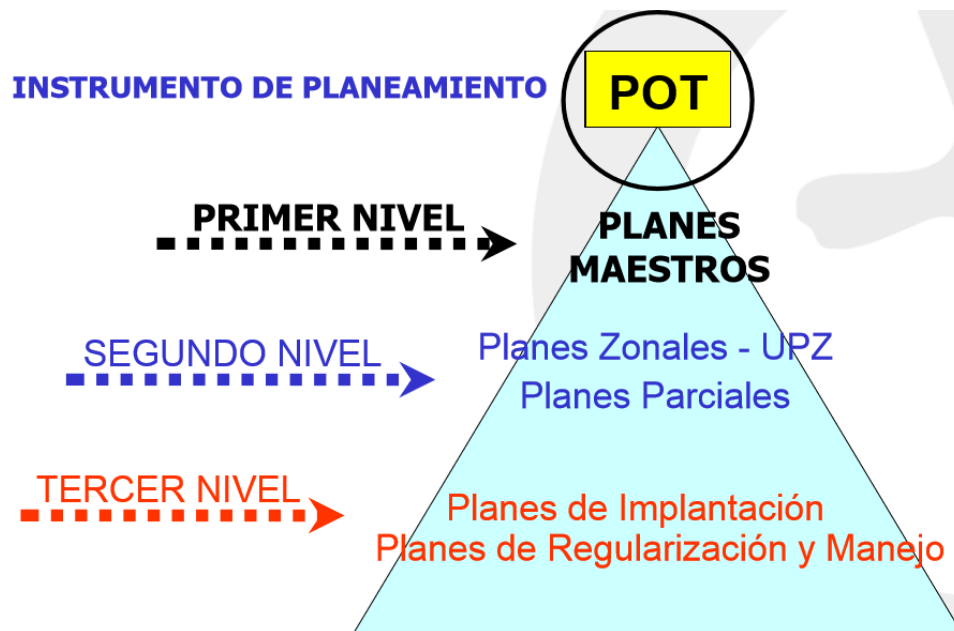 INSTRUMENTO DE PLANEAMIENTO
POT
PRIMER NIVEL
PLANES
MAESTROS
SEGUNDO NIVEL
Planes Zonales - UPZ
Planes Parciales
TERCER NIVEL
Planes de Implantación
Planes de Regularización y Manejo